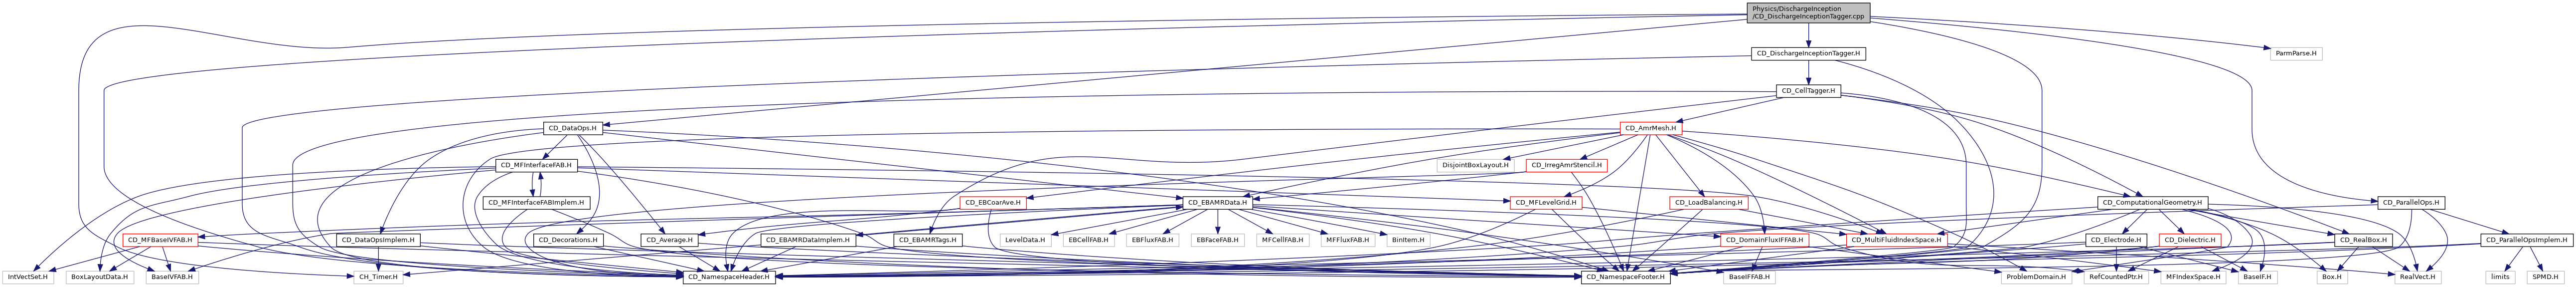 Physics/DischargeInception
/CD_DischargeInceptionTagger.cpp
CD_DischargeInceptionTagger.H
ParmParse.H
CD_CellTagger.H
CD_DataOps.H
CD_AmrMesh.H
CD_MFInterfaceFAB.H
DisjointBoxLayout.H
CD_IrregAmrStencil.H
CD_MFInterfaceFABImplem.H
CD_EBCoarAve.H
CD_EBAMRData.H
CD_MFLevelGrid.H
CD_LoadBalancing.H
CD_ComputationalGeometry.H
CD_ParallelOps.H
CD_MFBaseIVFAB.H
CD_DataOpsImplem.H
CD_Decorations.H
CD_Average.H
CD_EBAMRDataImplem.H
CD_EBAMRTags.H
LevelData.H
EBCellFAB.H
EBFluxFAB.H
EBFaceFAB.H
MFCellFAB.H
MFFluxFAB.H
BinItem.H
CD_DomainFluxIFFAB.H
CD_MultiFluidIndexSpace.H
CD_Electrode.H
CD_Dielectric.H
CD_RealBox.H
CD_ParallelOpsImplem.H
IntVectSet.H
BoxLayoutData.H
BaseIVFAB.H
CH_Timer.H
CD_NamespaceHeader.H
CD_NamespaceFooter.H
BaseIFFAB.H
ProblemDomain.H
RefCountedPtr.H
MFIndexSpace.H
BaseIF.H
Box.H
RealVect.H
limits
SPMD.H